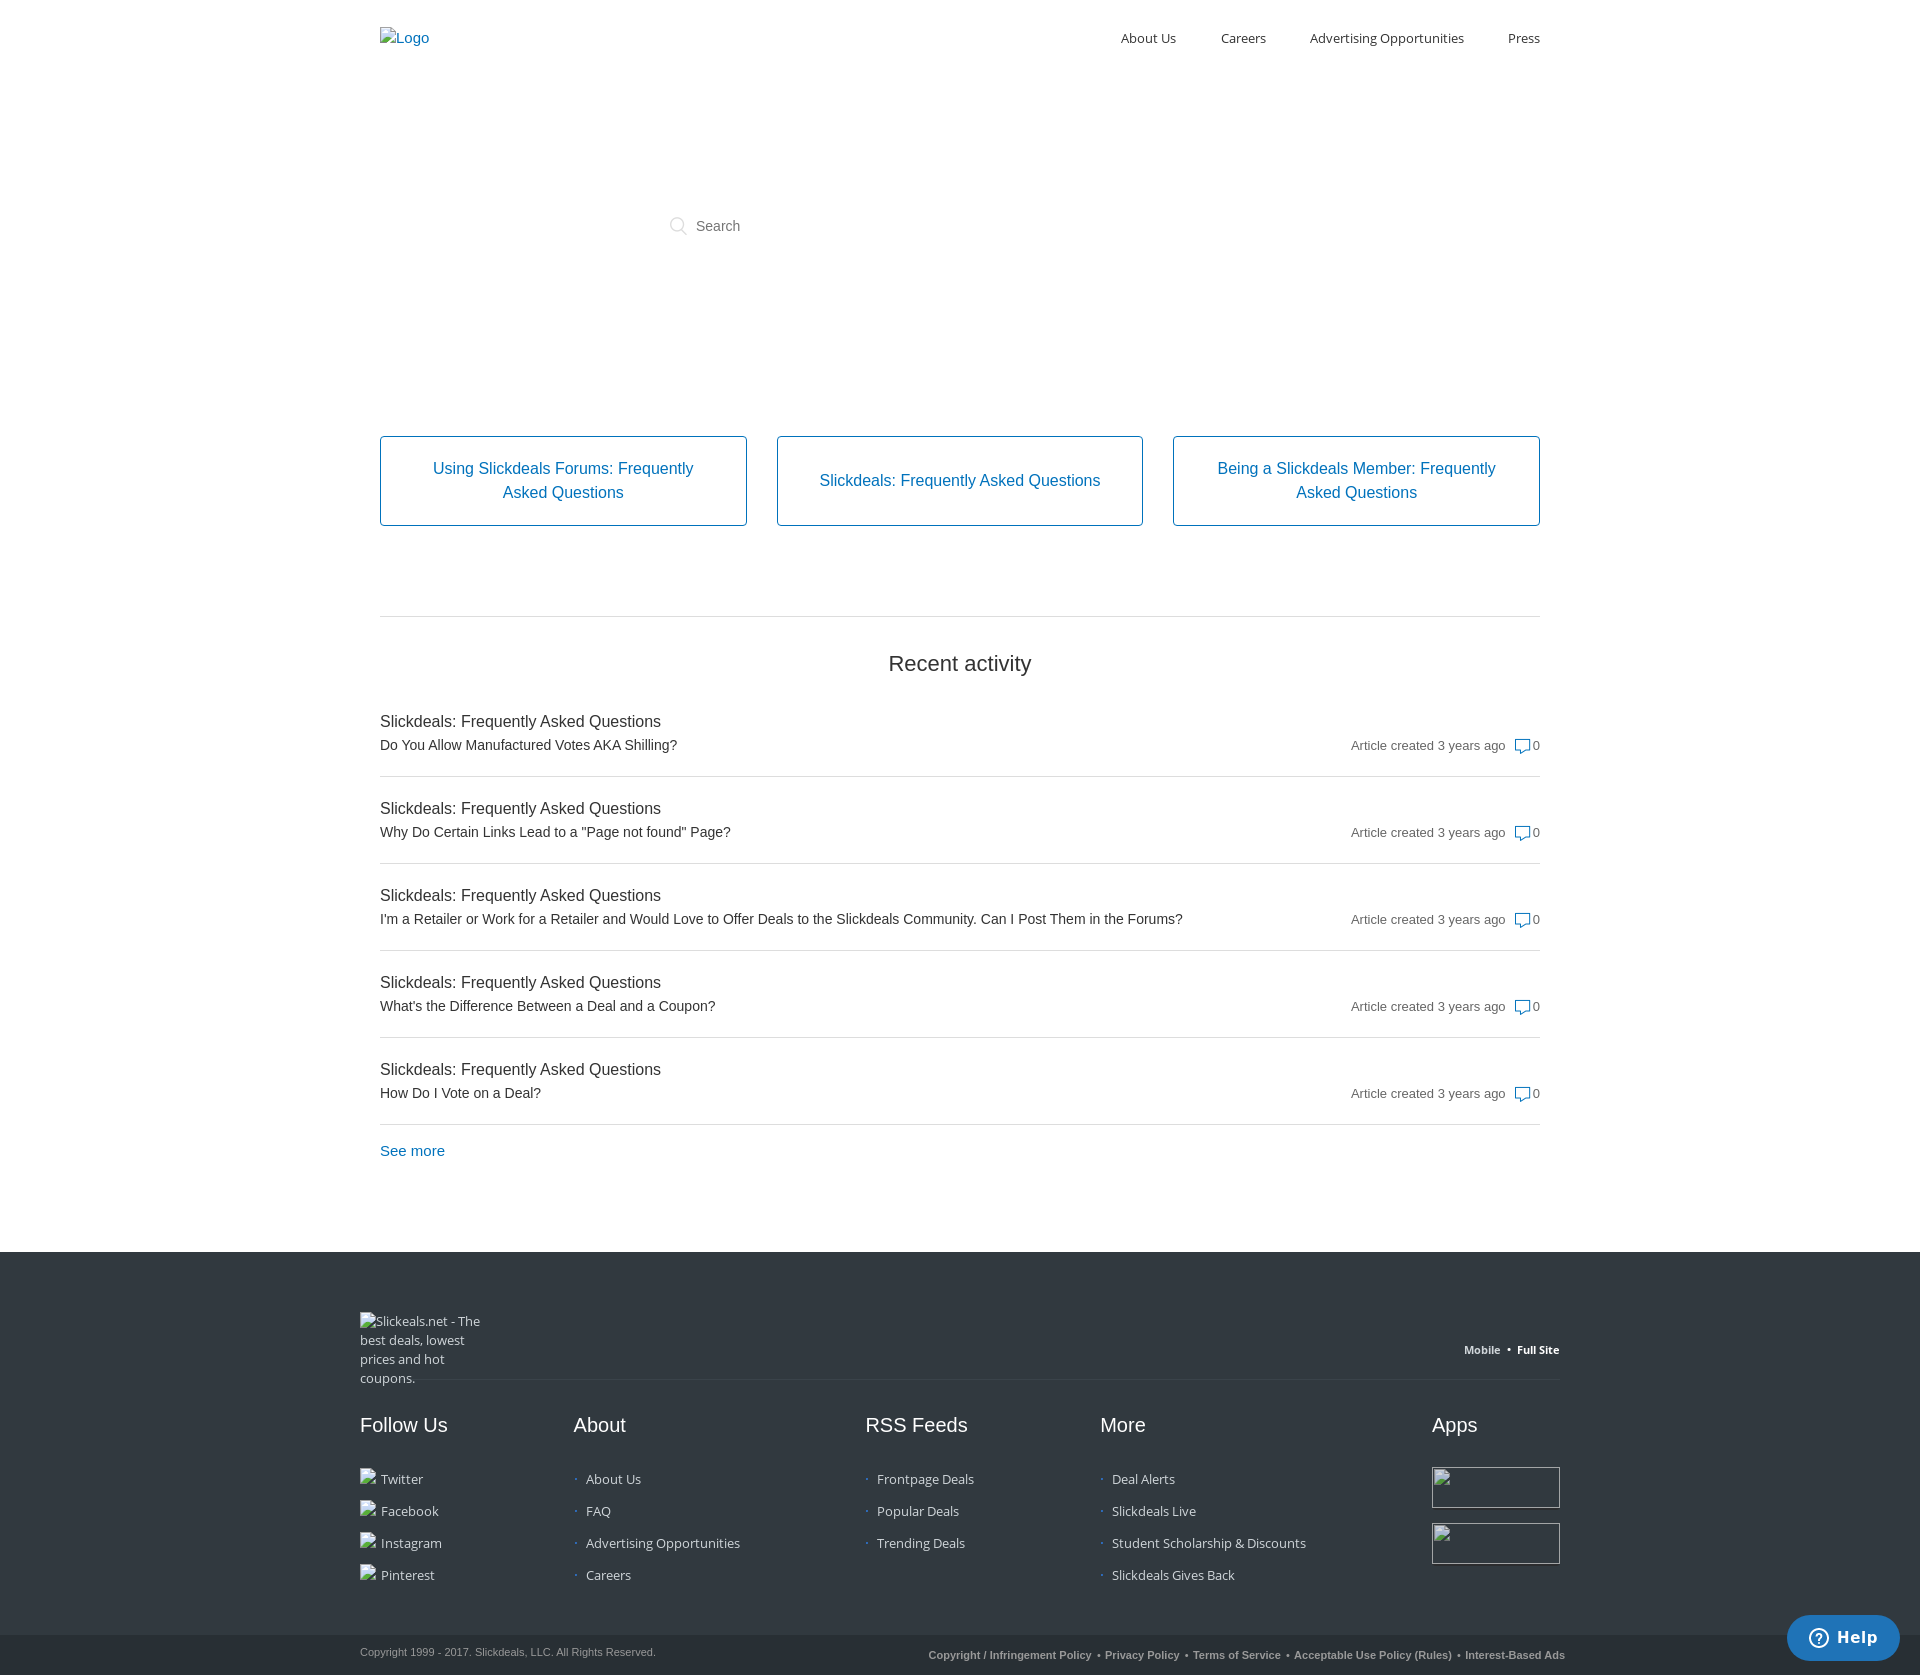 Logo
About Us
Careers
Advertising Opportunities
Press
Search
Using Slickdeals Forums: Frequently
Asked Questions
Slickdeals: Frequently Asked Questions
Being a Slickdeals Member: Frequently
Asked Questions
Recent activity
Slickdeals: Frequently Asked Questions
Do You Allow Manufactured Votes AKA Shilling?
Article created 3 years ago 0
Slickdeals: Frequently Asked Questions
Why Do Certain Links Lead to a "Page not found" Page?
Article created 3 years ago 0
Slickdeals: Frequently Asked Questions
I'm a Retailer or Work for a Retailer and Would Love to Offer Deals to the Slickdeals Community. Can I Post Them in the Forums?
Article created 3 years ago 0
Slickdeals: Frequently Asked Questions
What's the Difference Between a Deal and a Coupon?
Article created 3 years ago 0
Slickdeals: Frequently Asked Questions
How Do I Vote on a Deal?
Article created 3 years ago 0
See more
Slickeals.net - The
best deals, lowest
prices and hot
coupons.
Mobile • Full Site
Follow Us
Twitter
Facebook
Instagram
Pinterest
About
· About Us
· FAQ
· Advertising Opportunities
· Careers
RSS Feeds
· Frontpage Deals
· Popular Deals
· Trending Deals
More
· Deal Alerts
· Slickdeals Live
· Student Scholarship & Discounts
· Slickdeals Gives Back
Apps
Copyright 1999 - 2017. Slickdeals, LLC. All Rights Reserved.
Copyright / Infringement Policy • Privacy Policy • Terms of Service • Acceptable Use Policy (Rules) • Interest-Based Ads
Help